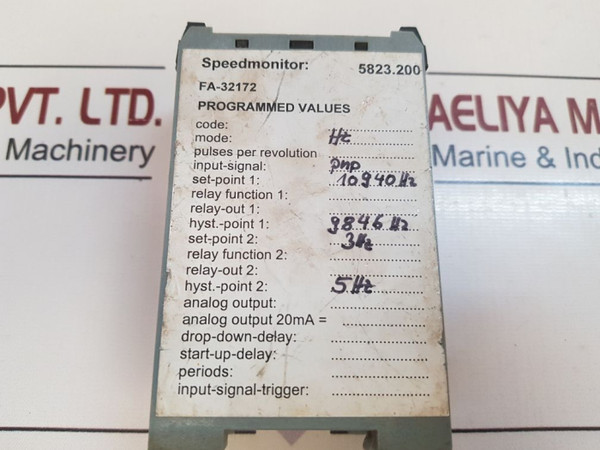 Speedmonitor: 5823.200
FA-32172
PROGRAMMED VALUES
code:
mode: Hz
pulses per revolution
input-signal: pnp
set-point 1: 10940 Hz
relay function 1:
relay-out 1:
hyst.-point 1: 9846 Hz
set-point 2: 3Hz
relay function 2:
relay-out 2:
hyst.-point 2: 5 Hz
analog output:
analog output 20mA =
drop-down-delay:
start-up-delay:
periods:
input-signal-trigger:
PVT. LTD.
Machinery
AELIYA M
Marine & Ind